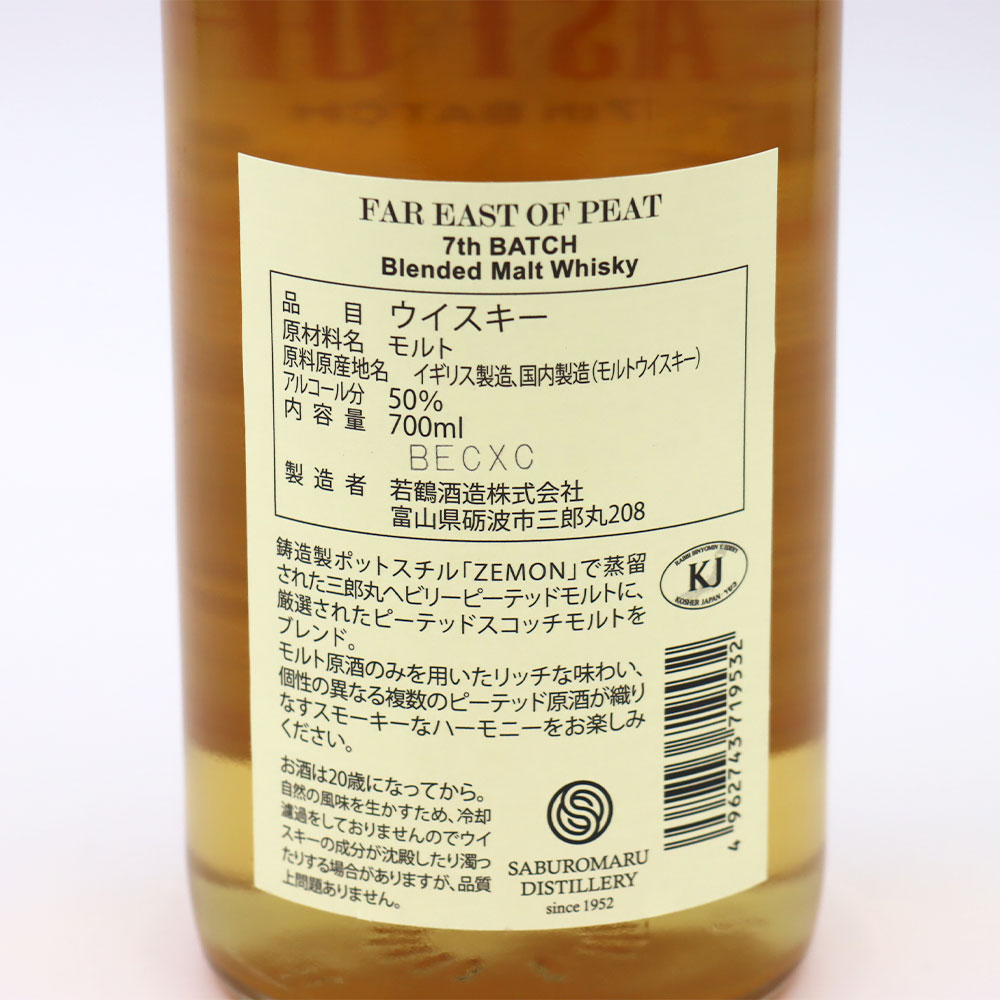 FAR EAST OF PEAT
7th BATCH
Blended Malt Whisky
品目 ウイスキー
原材料名 モルト
原料原産地名 イギリス製造、国内製造(モルトウイスキー)
アルコール分 50%
内容量 700ml
BECXC
製造者 若鶴酒造株式会社
富山県砺波市三郎丸208
鋳造製ポットスチル「ZEMON」で蒸留
された三郎丸ヘビリーピーテッドモルトに、
厳選されたピーテッドスコッチモルトを
ブレンド。
モルト原酒のみを用いたリッチな味わい、
個性の異なる複数のピーテッド原酒が織り
なすスモーキーなハーモニーをお楽しみ
ください。
KJ
KOSHER JAPAN
4962743719532
お酒は20歳になってから。
自然の風味を生かすため、冷却
濾過をしておりませんのでウイ
スキーの成分が沈殿したり濁っ
たりする場合がありますが、品質
上問題ありません。
SABUROMARU
DISTILLERY
since 1952